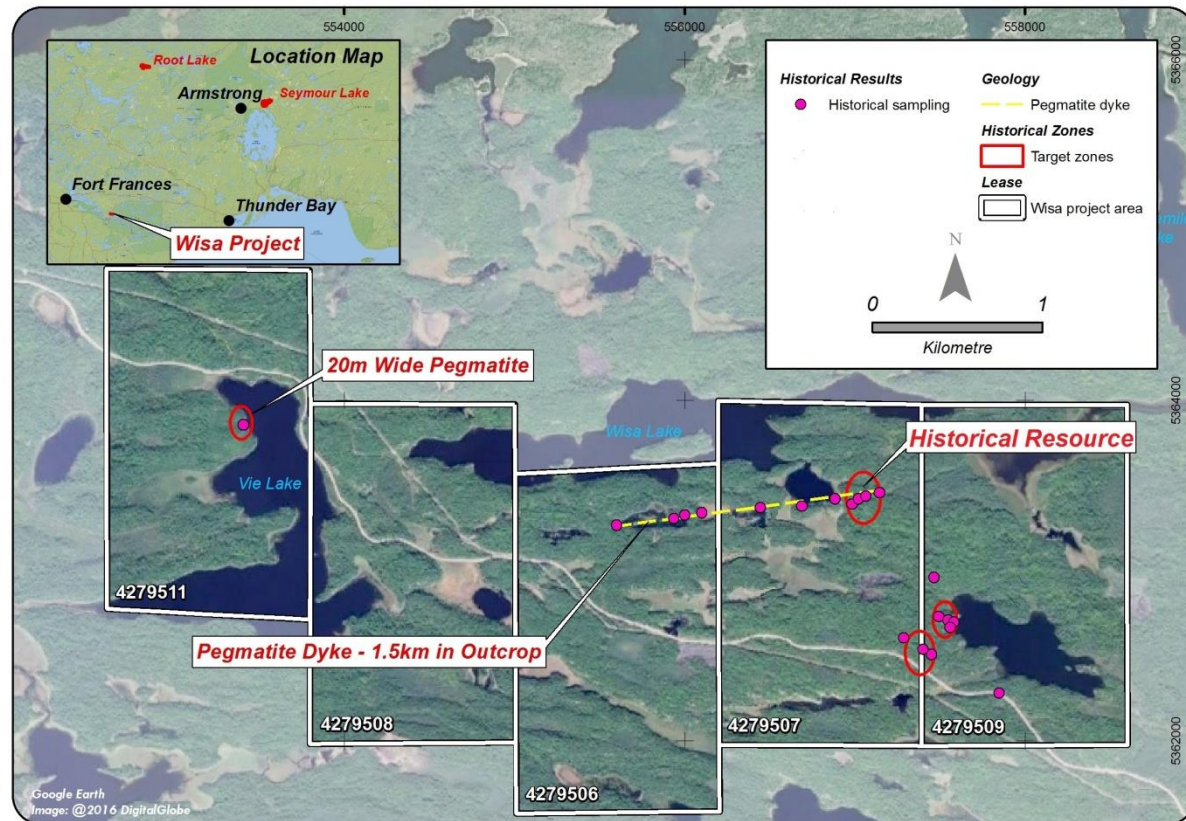 554000
556000
558000
5366000
5364000
5362000
Location Map
Root Lake
Armstrong
Seymour Lake
Fort Frances
Thunder Bay
Wisa Project
Historical Results
Historical sampling
Geology
Pegmatite dyke
Historical Zones
Target zones
Lease
Wisa project area
N
0 1
Kilometre
20m Wide Pegmatite
Wisa Lake
Historical Resource
Vie Lake
Pegmatite Dyke - 1.5km in Outcrop
4279511
4279508
4279506
4279507
4279509
Google Earth
Image: @2016 DigitalGlobe